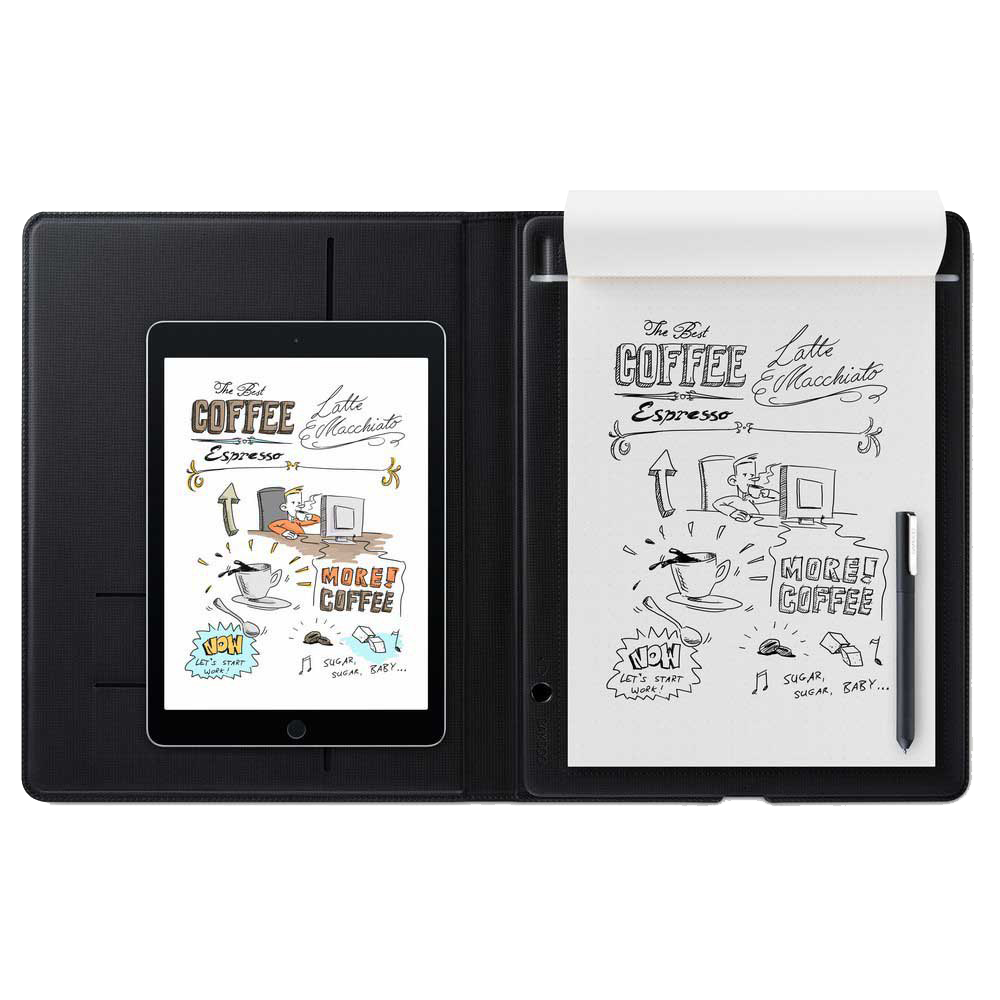 The Best
COFFEE
Latte
Macchiato
Espresso
MORE!
COFFEE
NOW
LET'S START
WORK!
SUGAR,
SUGAR, BABY...
The Best
COFFEE
Latte
Macchiato
Espresso
MORE!
COFFEE
NOW
LET'S START
WORK!
SUGAR,
SUGAR, BABY...
wacom